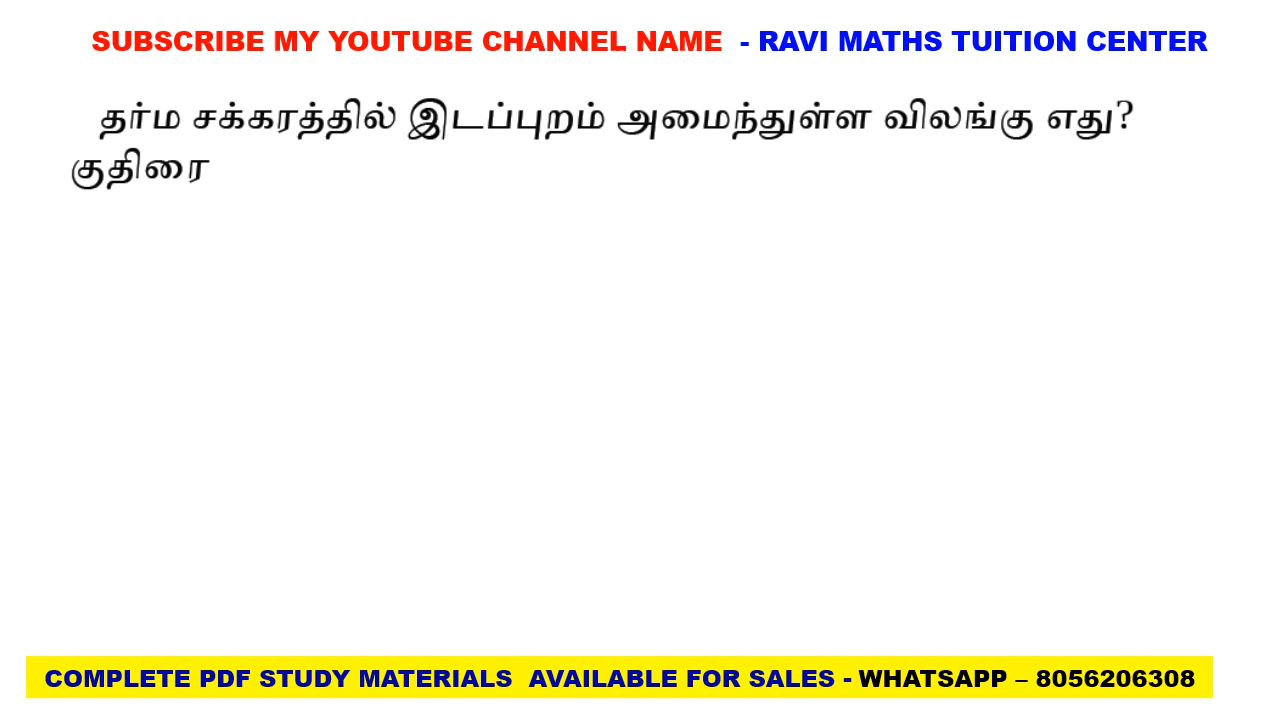 SUBSCRIBE MY YOUTUBE CHANNEL NAME - RAVI MATHS TUITION CENTER
தர்ம சக்கரத்தில் இடப்புறம் அமைந்துள்ள விலங்கு எது?
குதிரை
COMPLETE PDF STUDY MATERIALS AVAILABLE FOR SALES - WHATSAPP – 8056206308